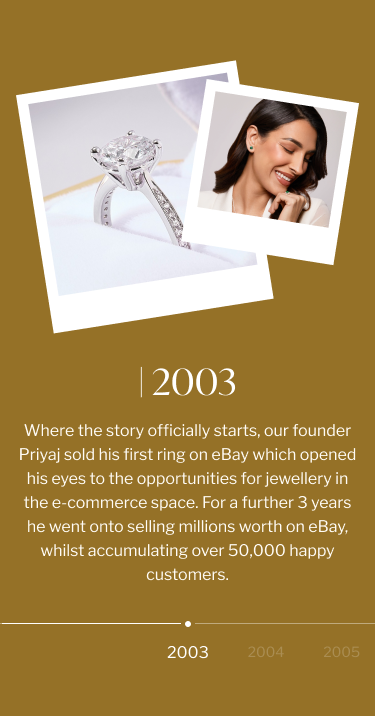 2003
Where the story officially starts, our founder
Priyaj sold his first ring on eBay which opened
his eyes to the opportunities for jewellery in
the e-commerce space. For a further 3 years
he went onto selling millions worth on eBay,
whilst accumulating over 50,000 happy
customers.
2003 2004 2005